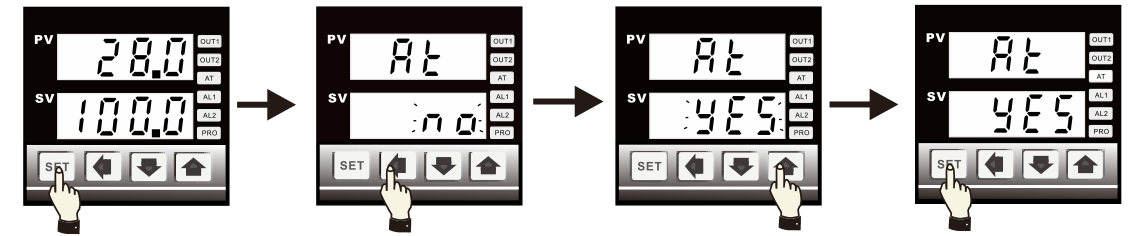 PV 28.0 OUT1
OUT2
AT
SV 100.0 AL1
AL2
PRO
SET
PV At OUT1
OUT2
AT
SV no AL1
AL2
PRO
SET
PV At OUT1
OUT2
AT
SV YES AL1
AL2
PRO
SET
PV At OUT1
OUT2
AT
SV YES AL1
AL2
PRO
SET